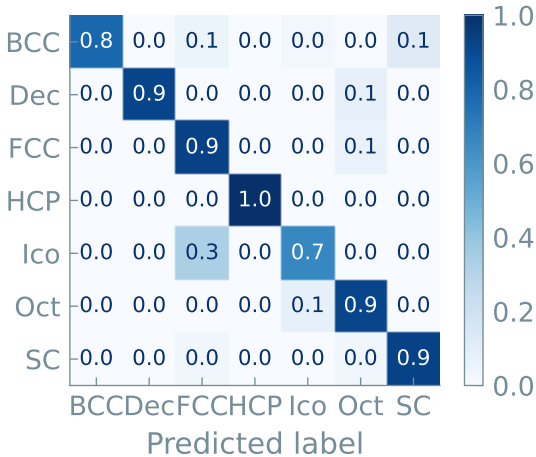 BCC 0.8 0.0 0.1 0.0 0.0 0.0 0.1
Dec 0.0 0.9 0.0 0.0 0.0 0.1 0.0
FCC 0.0 0.0 0.9 0.0 0.0 0.1 0.0
HCP 0.0 0.0 0.0 1.0 0.0 0.0 0.0
Ico 0.0 0.0 0.3 0.0 0.7 0.0 0.0
Oct 0.0 0.0 0.0 0.0 0.1 0.9 0.0
SC 0.0 0.0 0.0 0.0 0.0 0.0 0.9
BCC Dec FCC HCP Ico Oct SC
Predicted label
1.0
0.8
0.6
0.4
0.2
0.0